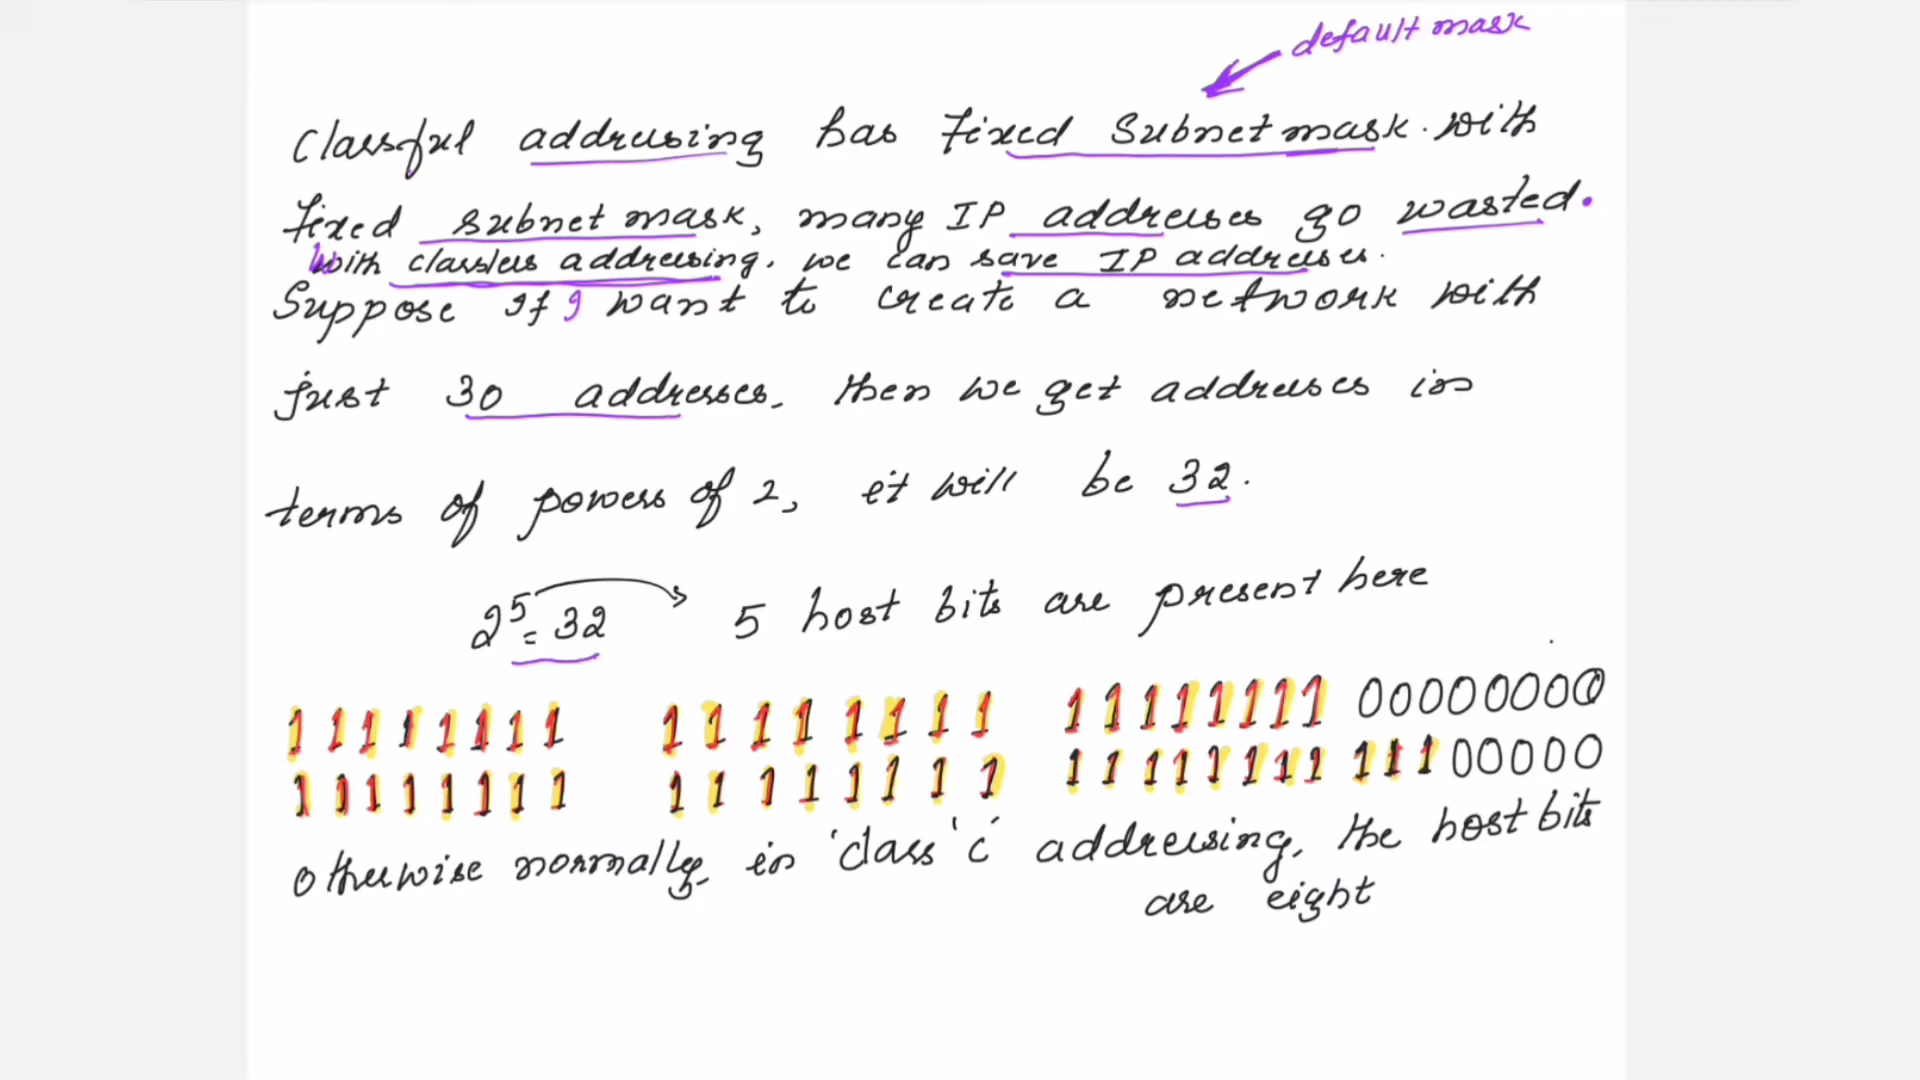 default mask
Classful addressing has fixed subnet mask. with
fixed subnet mask, many IP addresses go wasted.
With classless addressing. we can save IP addresses.
Suppose If I want to create a network with
just 30 addresses. then we get addresses in
terms of powers of 2, it will be 32.
2^5 = 32 → 5 host bits are present here
11111111 11111111 11111111 00000000
11111111 11111111 11111111 11100000
otherwise normally in 'class 'c' addressing, the host bits
are eight